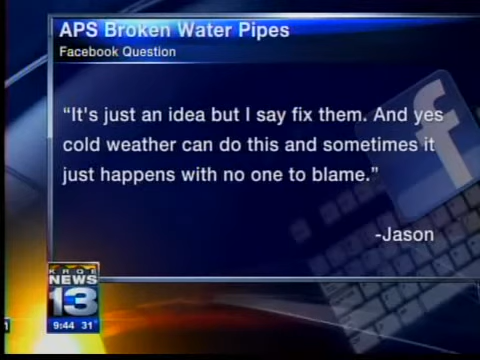 APS Broken Water Pipes
Facebook Question
"It's just an idea but I say fix them. And yes
cold weather can do this and sometimes it
just happens with no one to blame."
-Jason
KRQE
NEWS
13
9:44 31°